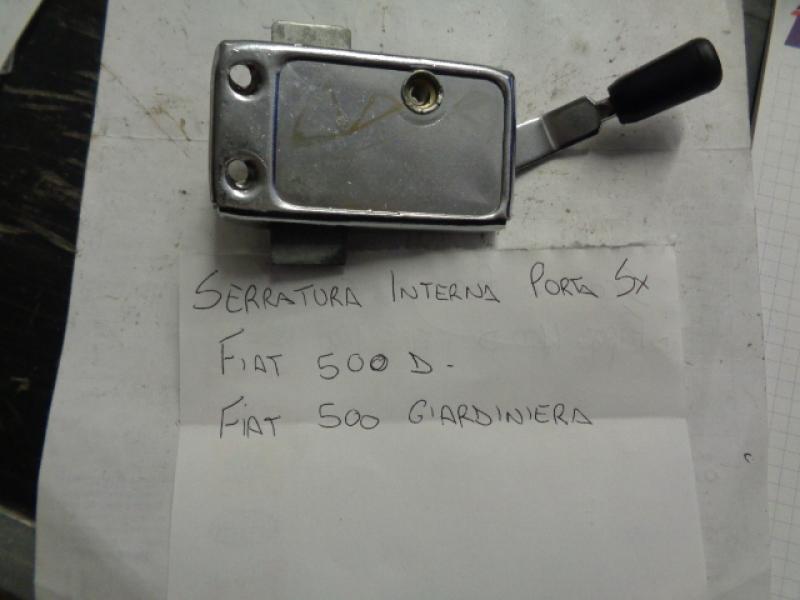 SERRATURA INTERNA PORTA SX
FIAT 500 D.
FIAT 500 GIARDINIERA